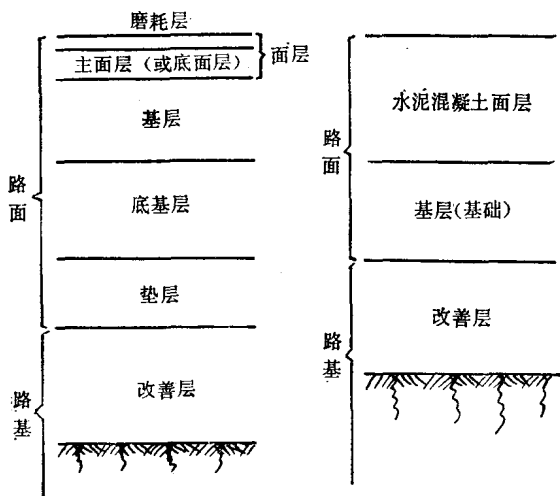 磨耗层
主面层（或底面层）
面层
基层
路面
底基层
垫层
路基
改善层
水泥混凝土面层
路面
基层(基础)
路基
改善层